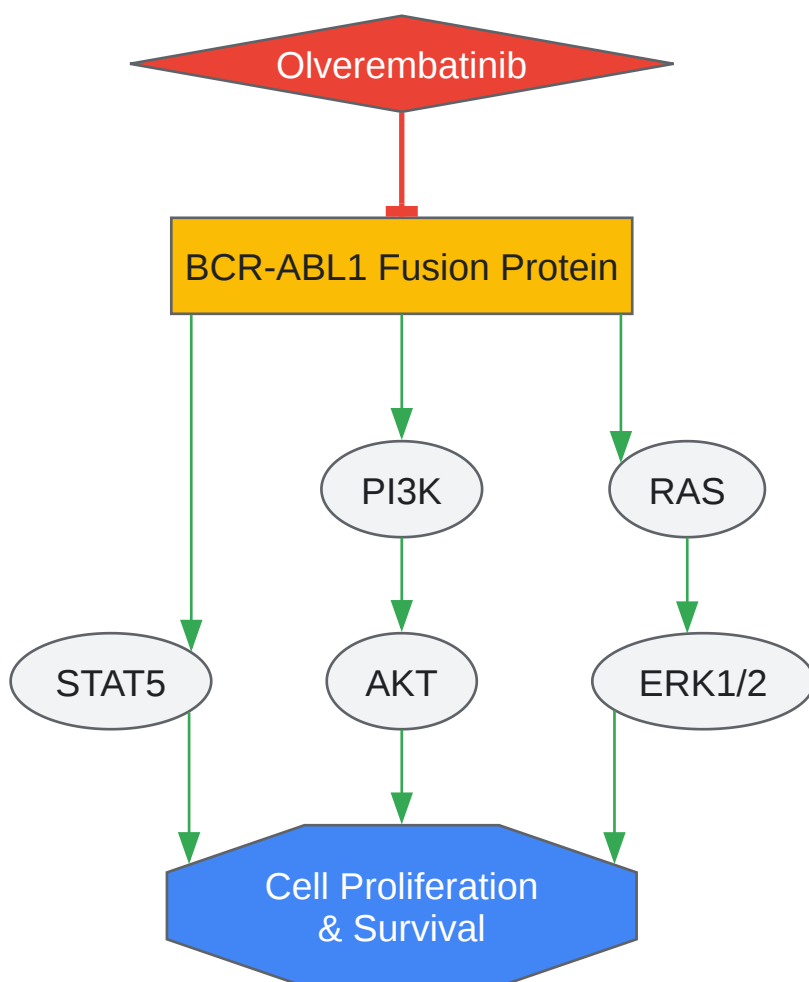 Olverembatinib
BCR-ABL1 Fusion Protein
PI3K
RAS
STAT5
AKT
ERK1/2
Cell Proliferation
& Survival